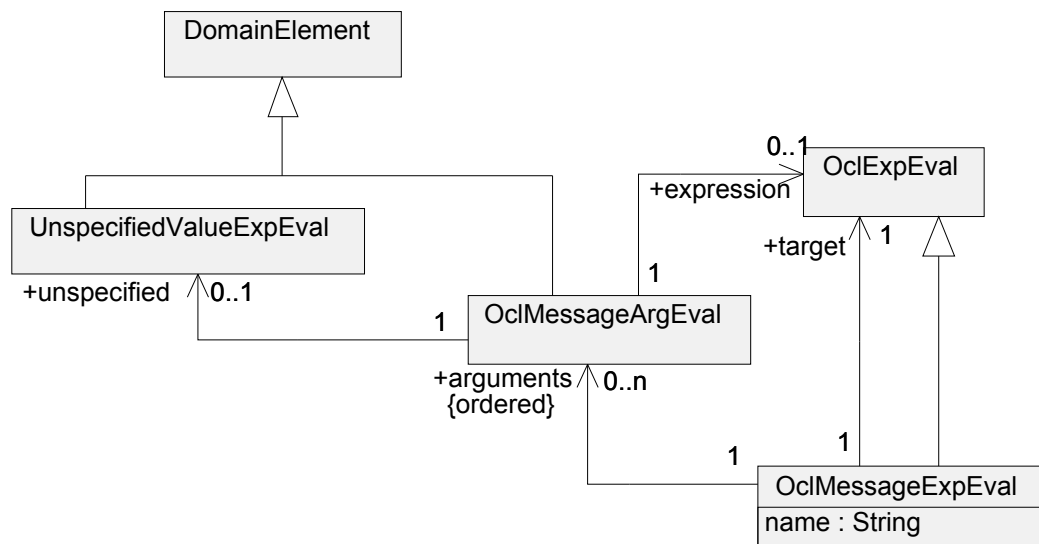 DomainElement
0..1
OclExpEval
+expression
UnspecifiedValueExpEval
+target
1
+unspecified
0..1
1
1
OclMessageArgEval
+arguments
{ordered}
0..n
1
1
OclMessageExpEval
name : String